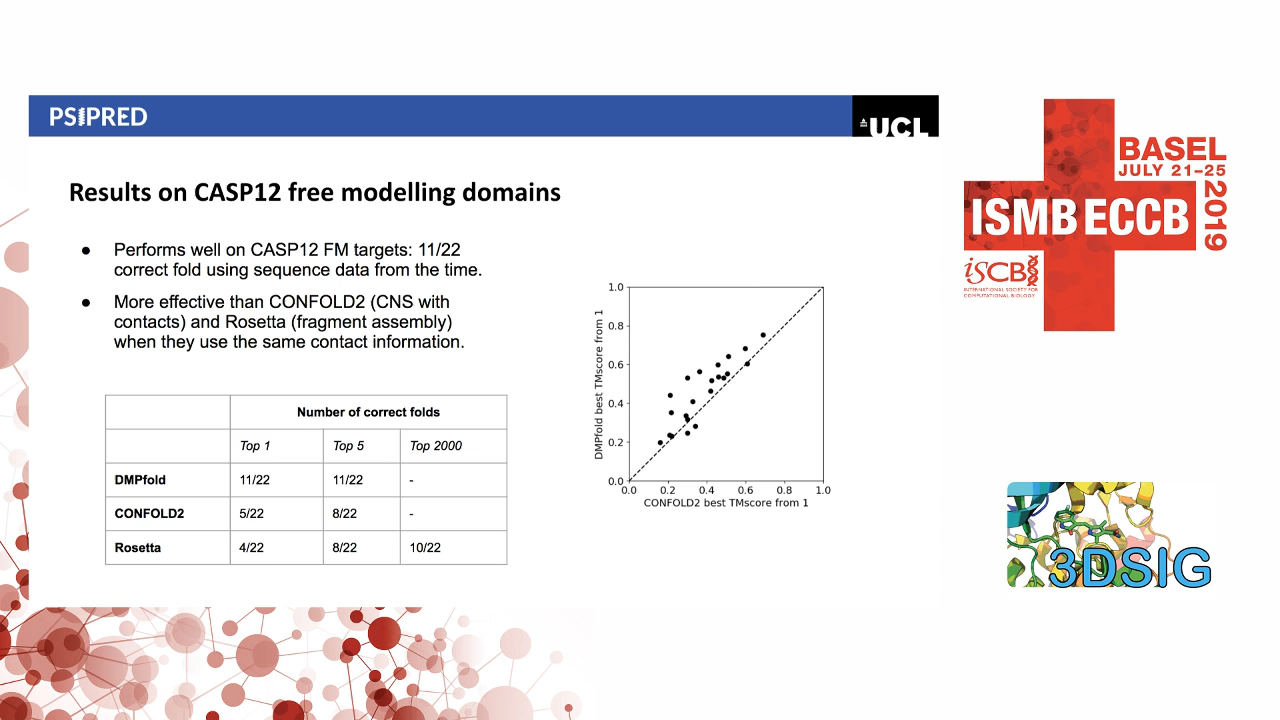 PSIPRED
UCL
Results on CASP12 free modelling domains
● Performs well on CASP12 FM targets: 11/22
correct fold using sequence data from the time.
● More effective than CONFOLD2 (CNS with
contacts) and Rosetta (fragment assembly)
when they use the same contact information.
Number of correct folds
Top 1 Top 5 Top 2000
DMPfold 11/22 11/22 -
CONFOLD2 5/22 8/22 -
Rosetta 4/22 8/22 10/22
DMPfold best TMscore from 1
1.0
0.8
0.6
0.4
0.2
0.0
0.0 0.2 0.4 0.6 0.8 1.0
CONFOLD2 best TMscore from 1
BASEL
JULY 21–25
2019
ISMB ECCB
ISCB
INTERNATIONAL SOCIETY FOR
COMPUTATIONAL BIOLOGY
3DSIG